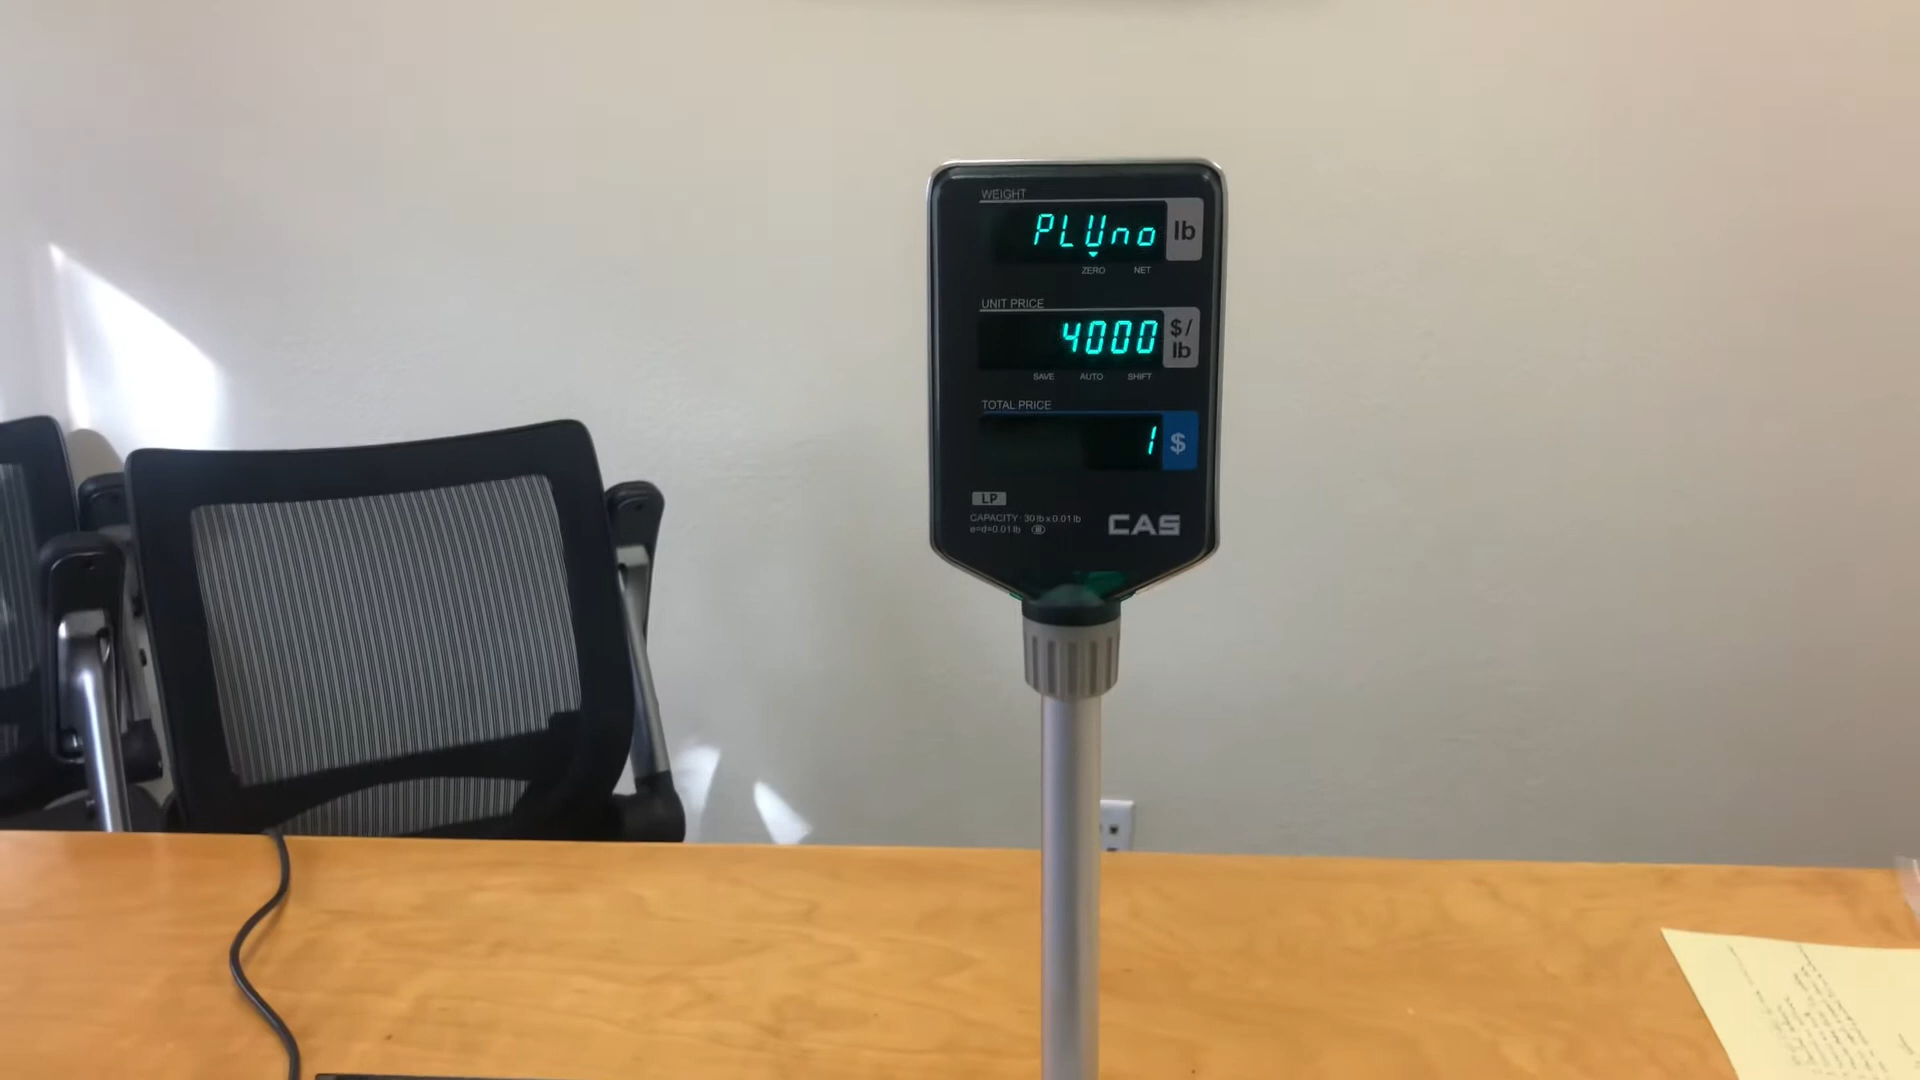 WEIGHT
PLUno lb
ZERO NET
UNIT PRICE
4000 $/
lb
SAVE AUTO SHIFT
TOTAL PRICE
1 $
LP
CAPACITY : 30 lb x 0.01 lb
e=d=0.01 lb III
CAS